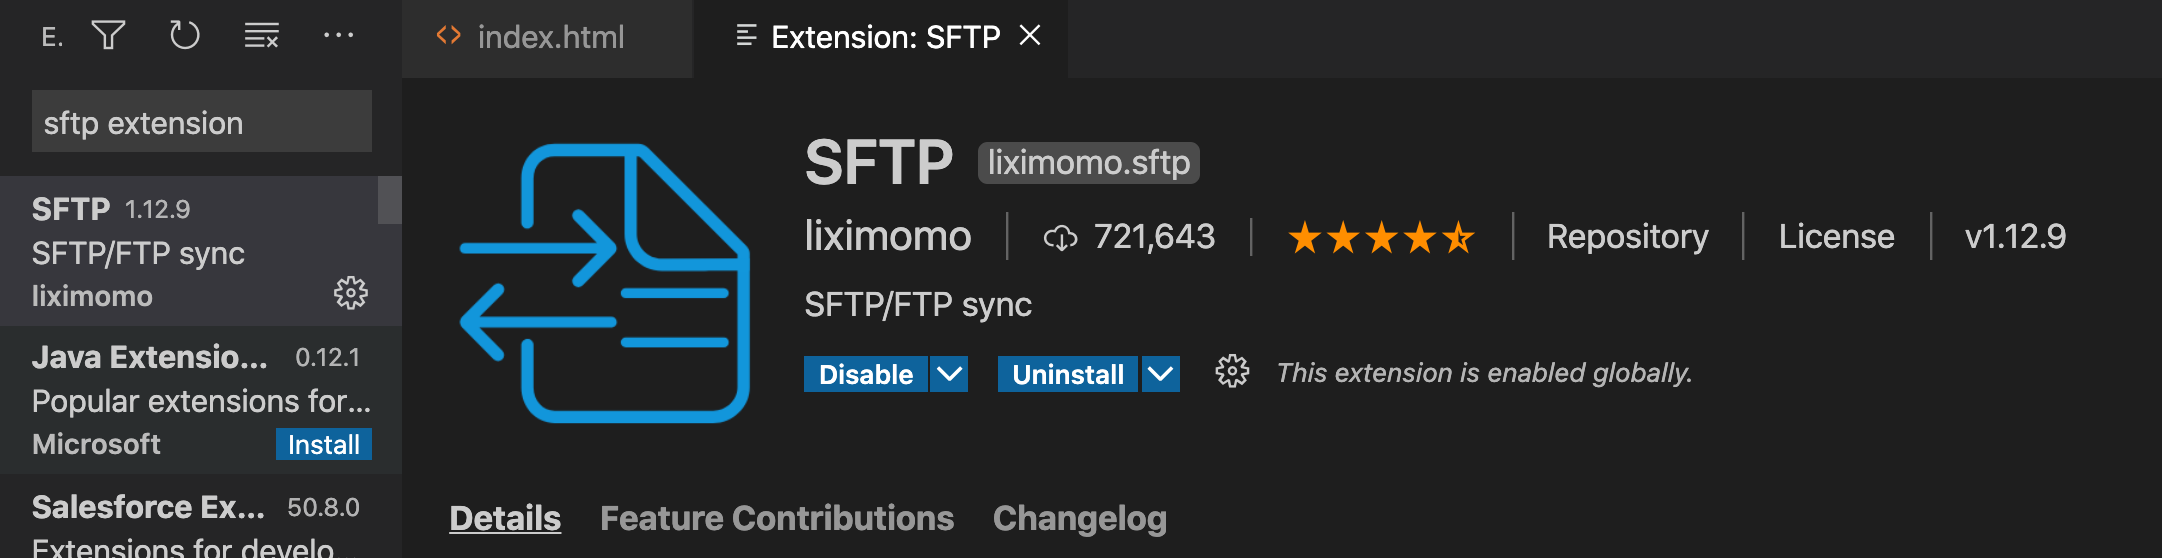 E.
sftp extension
SFTP 1.12.9
SFTP/FTP sync
liximomo
Java Extensio... 0.12.1
Popular extensions for...
Microsoft Install
Salesforce Ex... 50.8.0
Extensions for develo...
index.html Extension: SFTP
SFTP liximomo.sftp
liximomo 721,643 Repository License v1.12.9
SFTP/FTP sync
Disable Uninstall This extension is enabled globally.
Details Feature Contributions Changelog